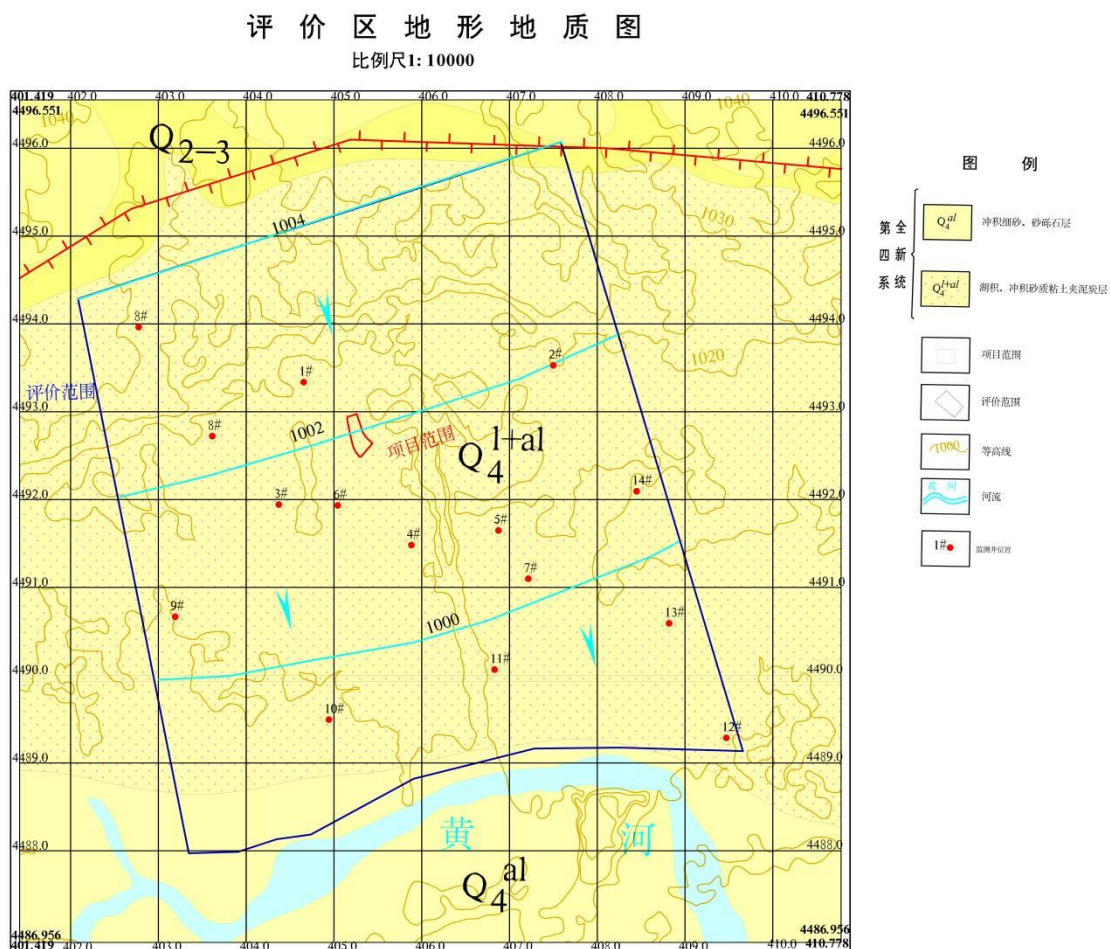 评价区地形地质图
比例尺1:10000
401.419 402.0 403.0 404.0 405.0 406.0 407.0 408.0 409.0 410.0 410.778
4496.551 4496.551
1040 1040
Q2-3
4496.0 4496.0
1030
1004
4495.0 4495.0
4494.0 4494.0
8#
2#
1020
1#
评价范围
4493.0 4493.0
8#
1002
项目范围
Q4 l+al
14#
4492.0 4492.0
3# 6#
5#
4#
7#
4491.0 4491.0
9#
13#
1000
11#
4490.0 4490.0
10#
12#
4489.0 4489.0
黄河
4488.0 4488.0
Q4 al
4486.956 4486.956
401.419 402.0 403.0 404.0 405.0 406.0 407.0 408.0 409.0 410.0 410.778
图例
第四系
全新统
Q4 al 冲积细砂、砂砾石层
Q4 l+al 湖积、冲积砂质粘土夹泥炭层
项目范围
评价范围
1000 等高线
黄河 河流
1# 监测井位置